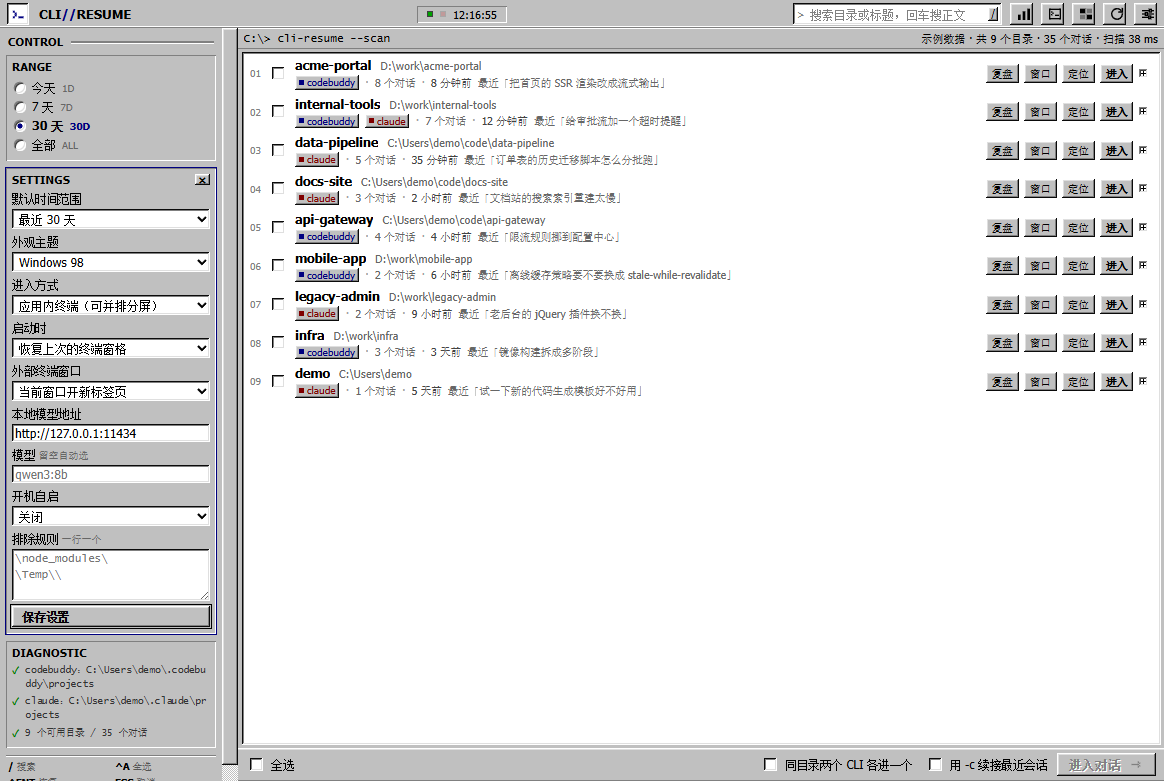 CLI//RESUME
12:16:55
> 搜索目录或标题，回车搜正文 /
CONTROL
RANGE
今天 1D
7 天 7D
30 天 30D
全部 ALL
SETTINGS
默认时间范围
最近 30 天
外观主题
Windows 98
进入方式
应用内终端（可并排分屏）
启动时
恢复上次的终端窗格
外部终端窗口
当前窗口开新标签页
本地模型地址
http://127.0.0.1:11434
模型 留空自动选
qwen3:8b
开机自启
关闭
排除规则 一行一个
\node_modules\
\Temp\\
保存设置
DIAGNOSTIC
✓ codebuddy: C:\Users\demo\.codebu
ddy\projects
✓ claude: C:\Users\demo\.claude\pr
ojects
✓ 9 个可用目录 / 35 个对话
/ 搜索 ^A 全选
C:\> cli-resume --scan
示例数据 · 共 9 个目录 · 35 个对话 · 扫描 38 ms
01 acme-portal D:\work\acme-portal
codebuddy · 8 个对话 · 8 分钟前 最近「把首页的 SSR 渲染改成流式输出」
复盘 窗口 定位 进入
02 internal-tools D:\work\internal-tools
codebuddy claude · 7 个对话 · 12 分钟前 最近「给审批流加一个超时提醒」
复盘 窗口 定位 进入
03 data-pipeline C:\Users\demo\code\data-pipeline
claude · 5 个对话 · 35 分钟前 最近「订单表的历史迁移脚本怎么分批跑」
复盘 窗口 定位 进入
04 docs-site C:\Users\demo\code\docs-site
claude · 3 个对话 · 2 小时前 最近「文档站的搜索索引重建太慢」
复盘 窗口 定位 进入
05 api-gateway C:\Users\demo\code\api-gateway
codebuddy · 4 个对话 · 4 小时前 最近「限流规则挪到配置中心」
复盘 窗口 定位 进入
06 mobile-app D:\work\mobile-app
codebuddy · 2 个对话 · 6 小时前 最近「离线缓存策略要不要换成 stale-while-revalidate」
复盘 窗口 定位 进入
07 legacy-admin D:\work\legacy-admin
claude · 2 个对话 · 9 小时前 最近「老后台的 jQuery 插件换不换」
复盘 窗口 定位 进入
08 infra D:\work\infra
codebuddy · 3 个对话 · 3 天前 最近「镜像构建拆成多阶段」
复盘 窗口 定位 进入
09 demo C:\Users\demo
claude · 1 个对话 · 5 天前 最近「试一下新的代码生成模板好不好用」
复盘 窗口 定位 进入
全选
同目录两个 CLI 各进一个
用 -c 续接最近会话
进入对话 →